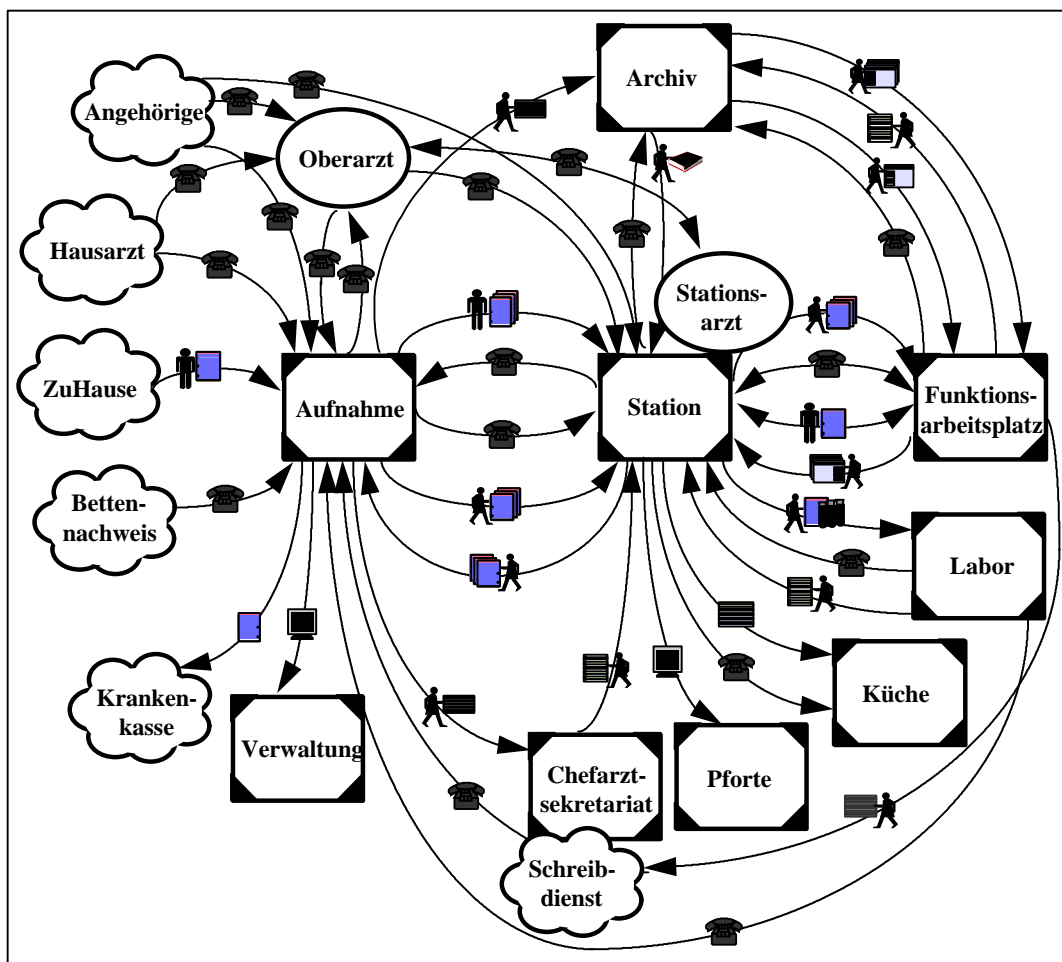 Archiv
Angehörige
Oberarzt
Hausarzt
Stations-
arzt
ZuHause
Aufnahme
Station
Funktions-
arbeitsplatz
Betten-
nachweis
Labor
Kranken-
kasse
Verwaltung
Küche
Chefarzt-
sekretariat
Pforte
Schreib-
dienst